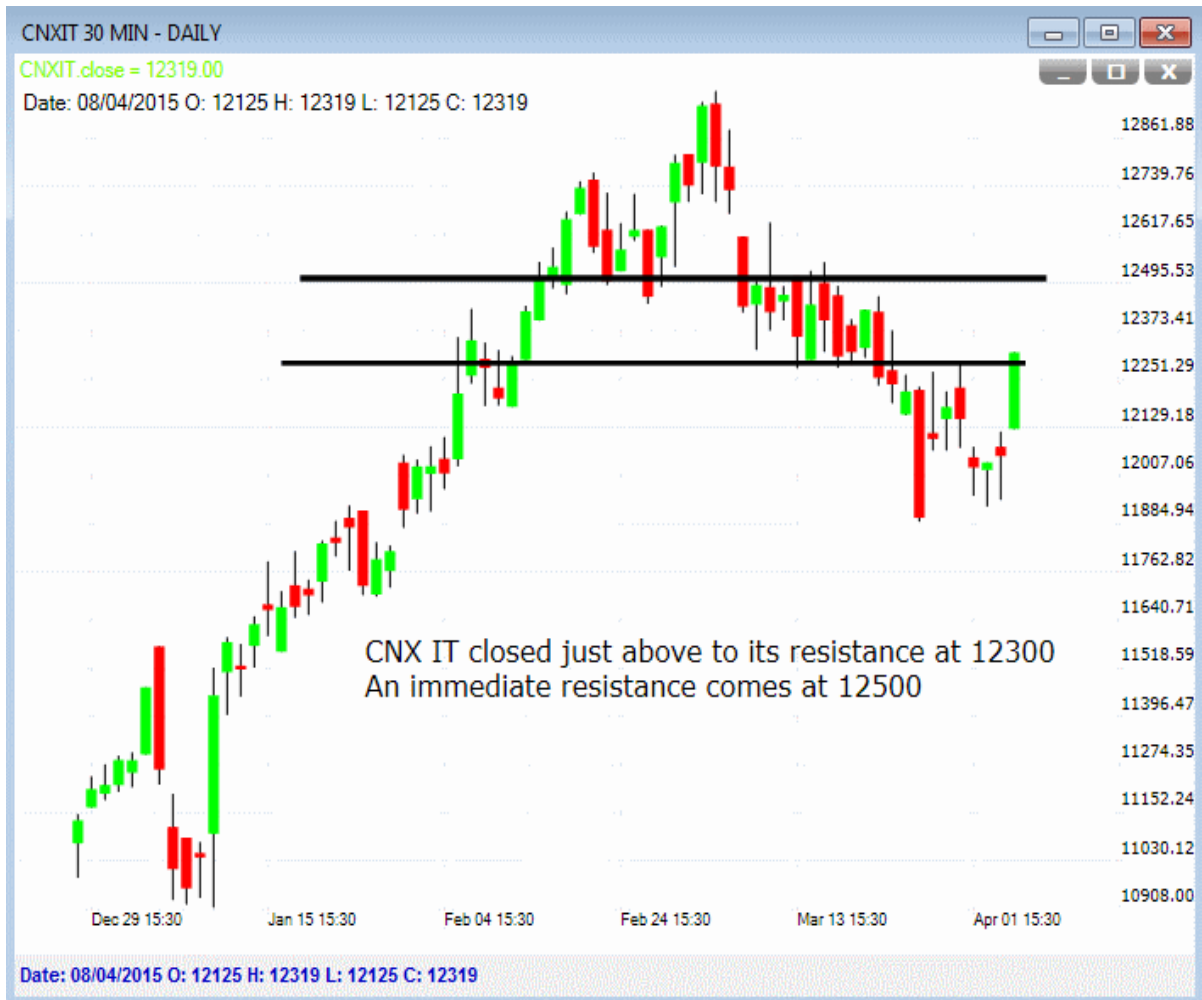 CNXIT 30 MIN - DAILY
CNXIT.close = 12319.00
Date: 08/04/2015 O: 12125 H: 12319 L: 12125 C: 12319
12861.88
12739.76
12617.65
12495.53
12373.41
12251.29
12129.18
12007.06
11884.94
11762.82
11640.71
11518.59
11396.47
11274.35
11152.24
11030.12
10908.00
CNX IT closed just above to its resistance at 12300
An immediate resistance comes at 12500
Dec 29 15:30 Jan 15 15:30 Feb 04 15:30 Feb 24 15:30 Mar 13 15:30 Apr 01 15:30
Date: 08/04/2015 O: 12125 H: 12319 L: 12125 C: 12319